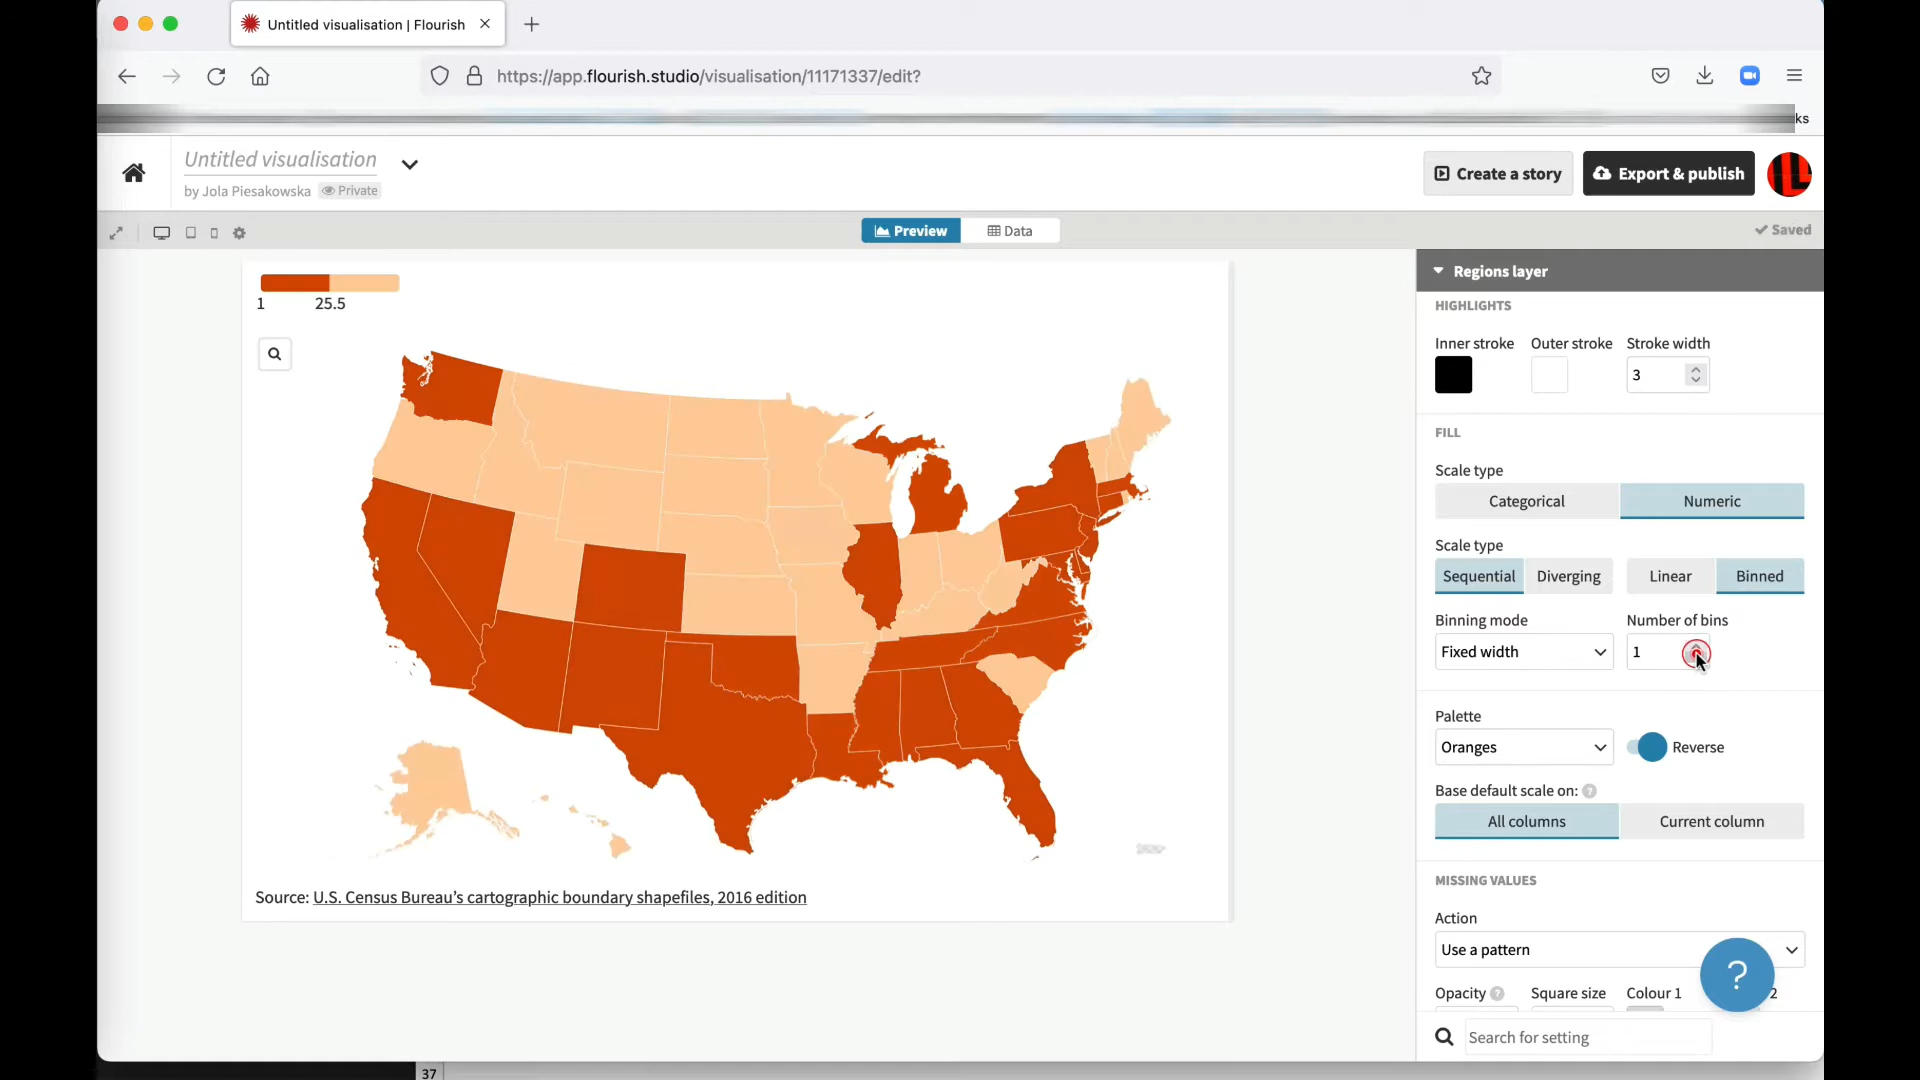 Untitled visualisation | Flourish
https://app.flourish.studio/visualisation/11171337/edit?
ks
Untitled visualisation
by Jola Piesakowska Private
Create a story
Export & publish
Preview
Data
Saved
1 25.5
Source: U.S. Census Bureau's cartographic boundary shapefiles, 2016 edition
Regions layer
HIGHLIGHTS
Inner stroke Outer stroke Stroke width
3
FILL
Scale type
Categorical Numeric
Scale type
Sequential Diverging Linear Binned
Binning mode Number of bins
Fixed width 1
Palette
Oranges Reverse
Base default scale on: ?
All columns Current column
MISSING VALUES
Action
Use a pattern
?
Opacity ? Square size Colour 1 2
Search for setting
37